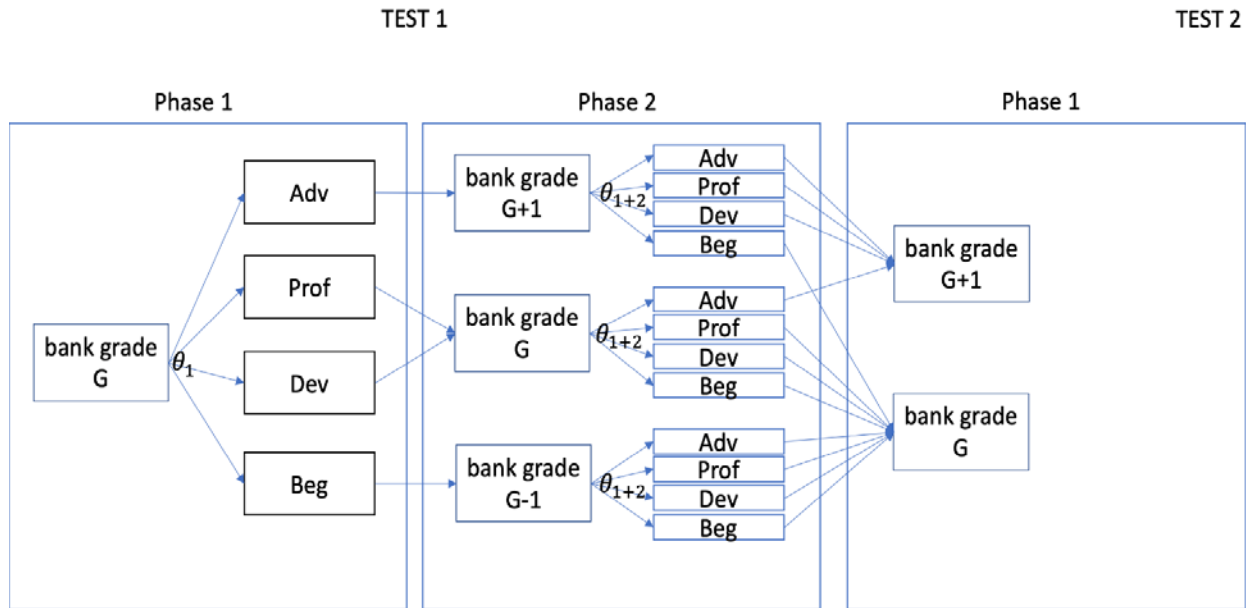 TEST 1
TEST 2
Phase 1
bank grade
G
θ1
Adv
Prof
Dev
Beg
Phase 2
bank grade
G+1
θ1+2
Adv
Prof
Dev
Beg
bank grade
G
θ1+2
Adv
Prof
Dev
Beg
bank grade
G-1
θ1+2
Adv
Prof
Dev
Beg
Phase 1
bank grade
G+1
bank grade
G